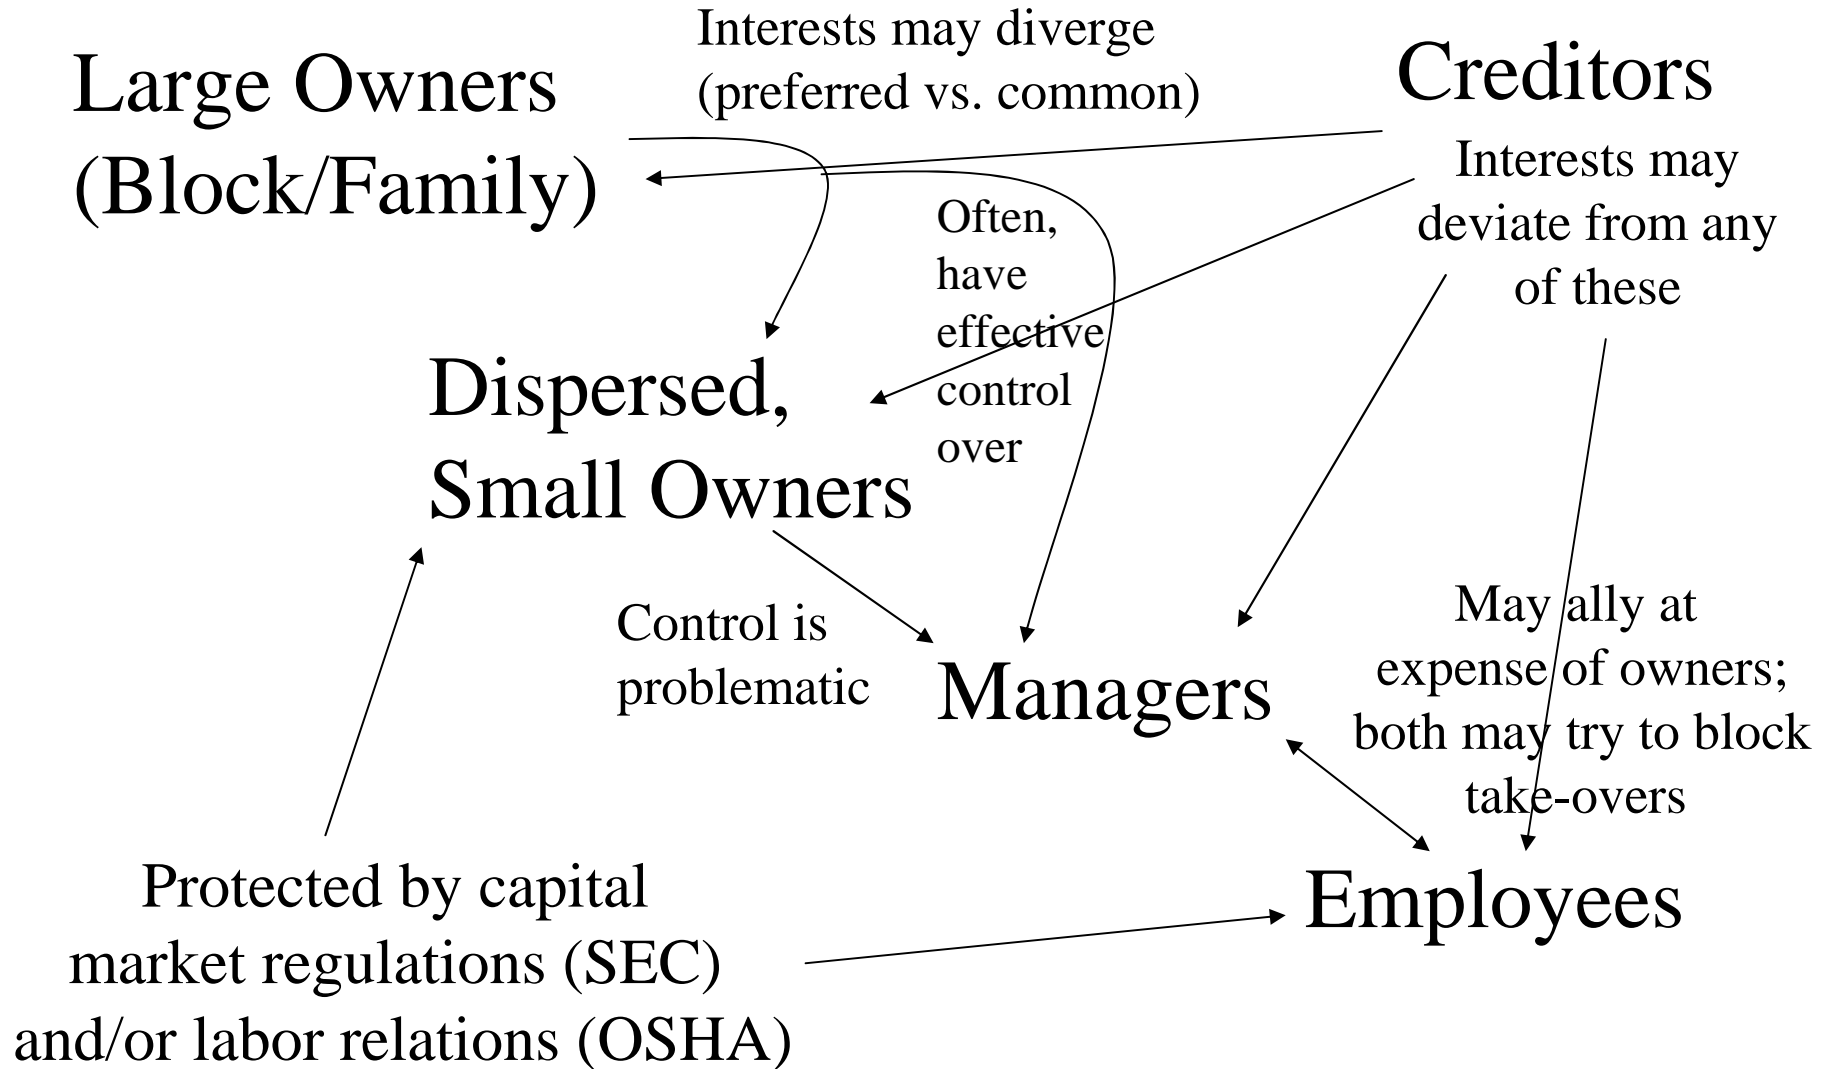 Large Owners
(Block/Family)
Interests may diverge
(preferred vs. common)
Creditors
Interests may
deviate from any
of these
Often,
have
effective
control
over
Dispersed,
Small Owners
Control is
problematic
Managers
May ally at
expense of owners;
both may try to block
take-overs
Employees
Protected by capital
market regulations (SEC)
and/or labor relations (OSHA)